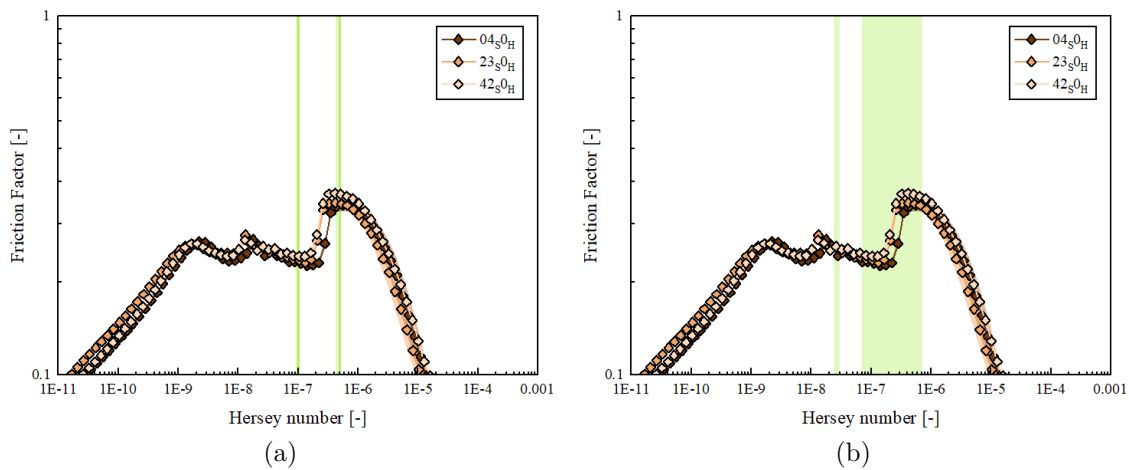 1
04S0H
23S0H
42S0H
Friction Factor [-]
0.1
1E-11 1E-10 1E-9 1E-8 1E-7 1E-6 1E-5 1E-4 0.001
Hersey number [-]
(a)
1
04S0H
23S0H
42S0H
Friction Factor [-]
0.1
1E-11 1E-10 1E-9 1E-8 1E-7 1E-6 1E-5 1E-4 0.001
Hersey number [-]
(b)